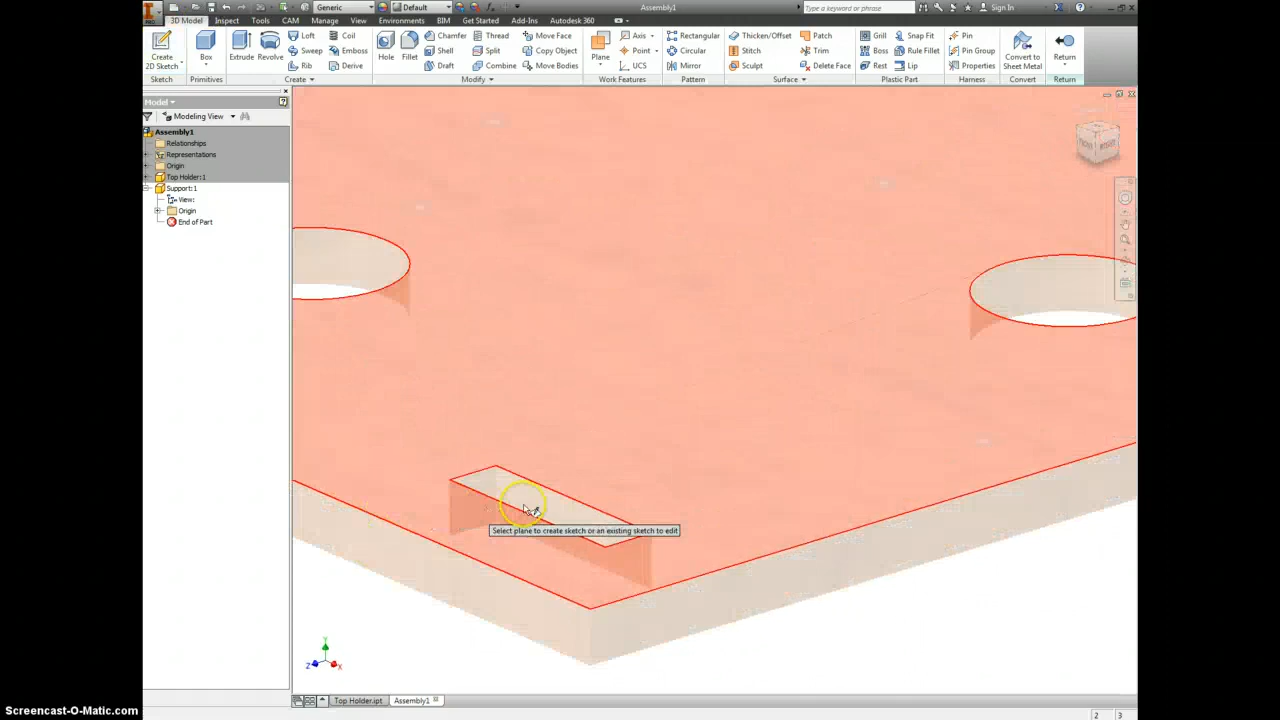 Generic Default Assembly1 Type a keyword or phrase Sign In
PRO 3D Model Inspect Tools CAM Manage View Environments BIM Get Started Add-Ins Autodesk 360
Create 2D Sketch
Box
Extrude Revolve
Loft Coil
Sweep Emboss
Rib Derive
Hole Fillet
Chamfer Thread Move Face
Shell Split Copy Object
Draft Combine Move Bodies
Plane
Axis
Point
UCS
Rectangular
Circular
Mirror
Thicken/Offset Patch
Stitch Trim
Sculpt Delete Face
Grill Snap Fit
Boss Rule Fillet
Rest Lip
Pin
Pin Group
Properties
Convert to Sheet Metal
Return
Sketch Primitives Create Modify Work Features Pattern Surface Plastic Part Harness Convert Return
Model
Modeling View
Assembly1
Relationships
Representations
Origin
Top Holder:1
Support:1
View:
Origin
End of Part
Select plane to create sketch or an existing sketch to edit
Y
Z X
Top Holder.ipt Assembly1
2 3
Screencast-O-Matic.com